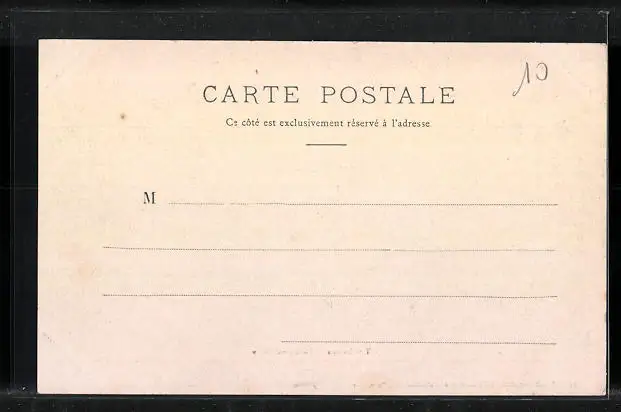 10
CARTE POSTALE
Ce côté est exclusivement réservé à l'adresse
M